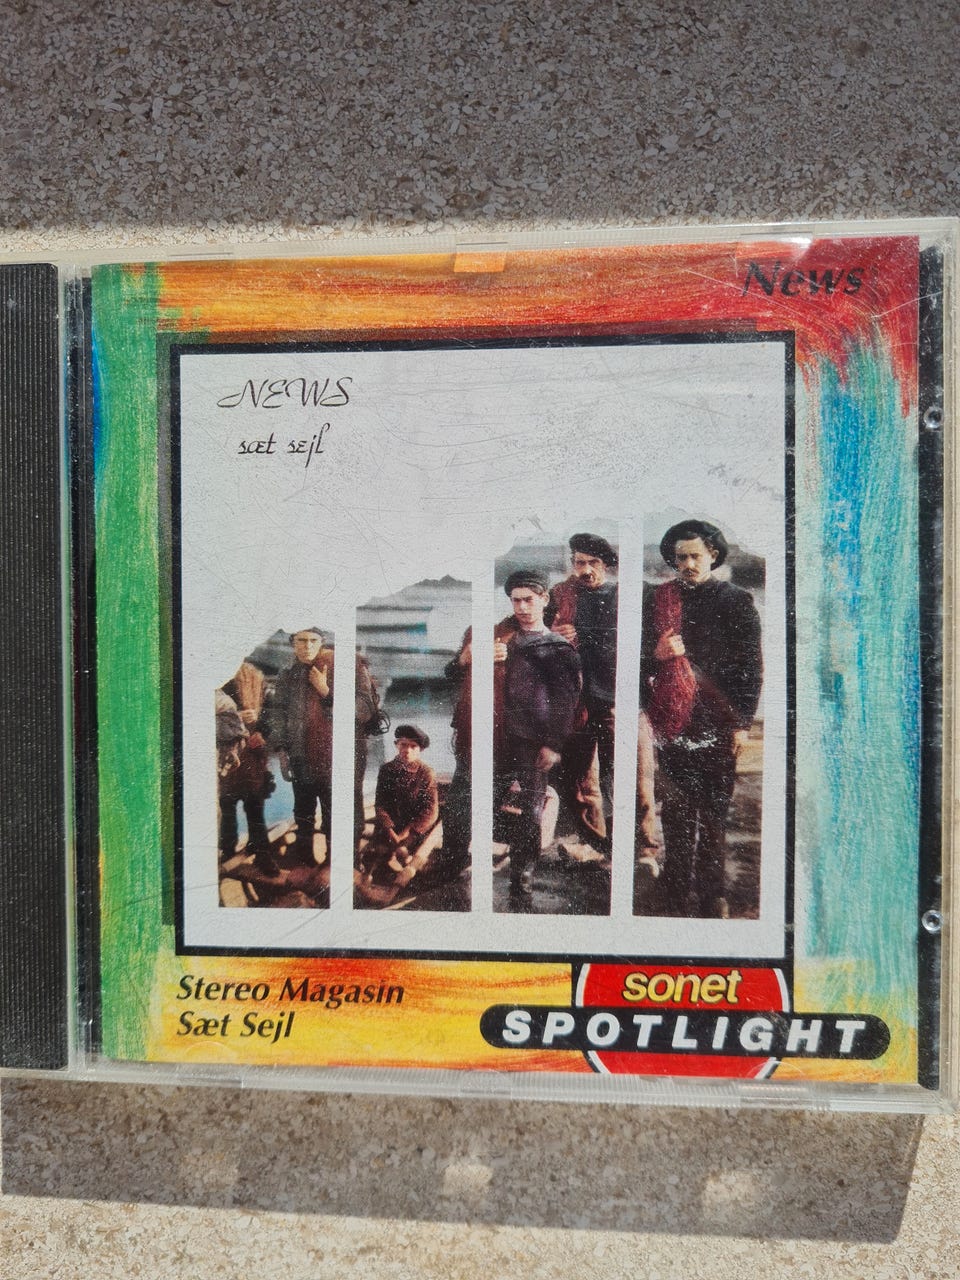 News
NEWS
sæt sejl
Stereo Magasin
Sæt Sejl
sonet
SPOTLIGHT